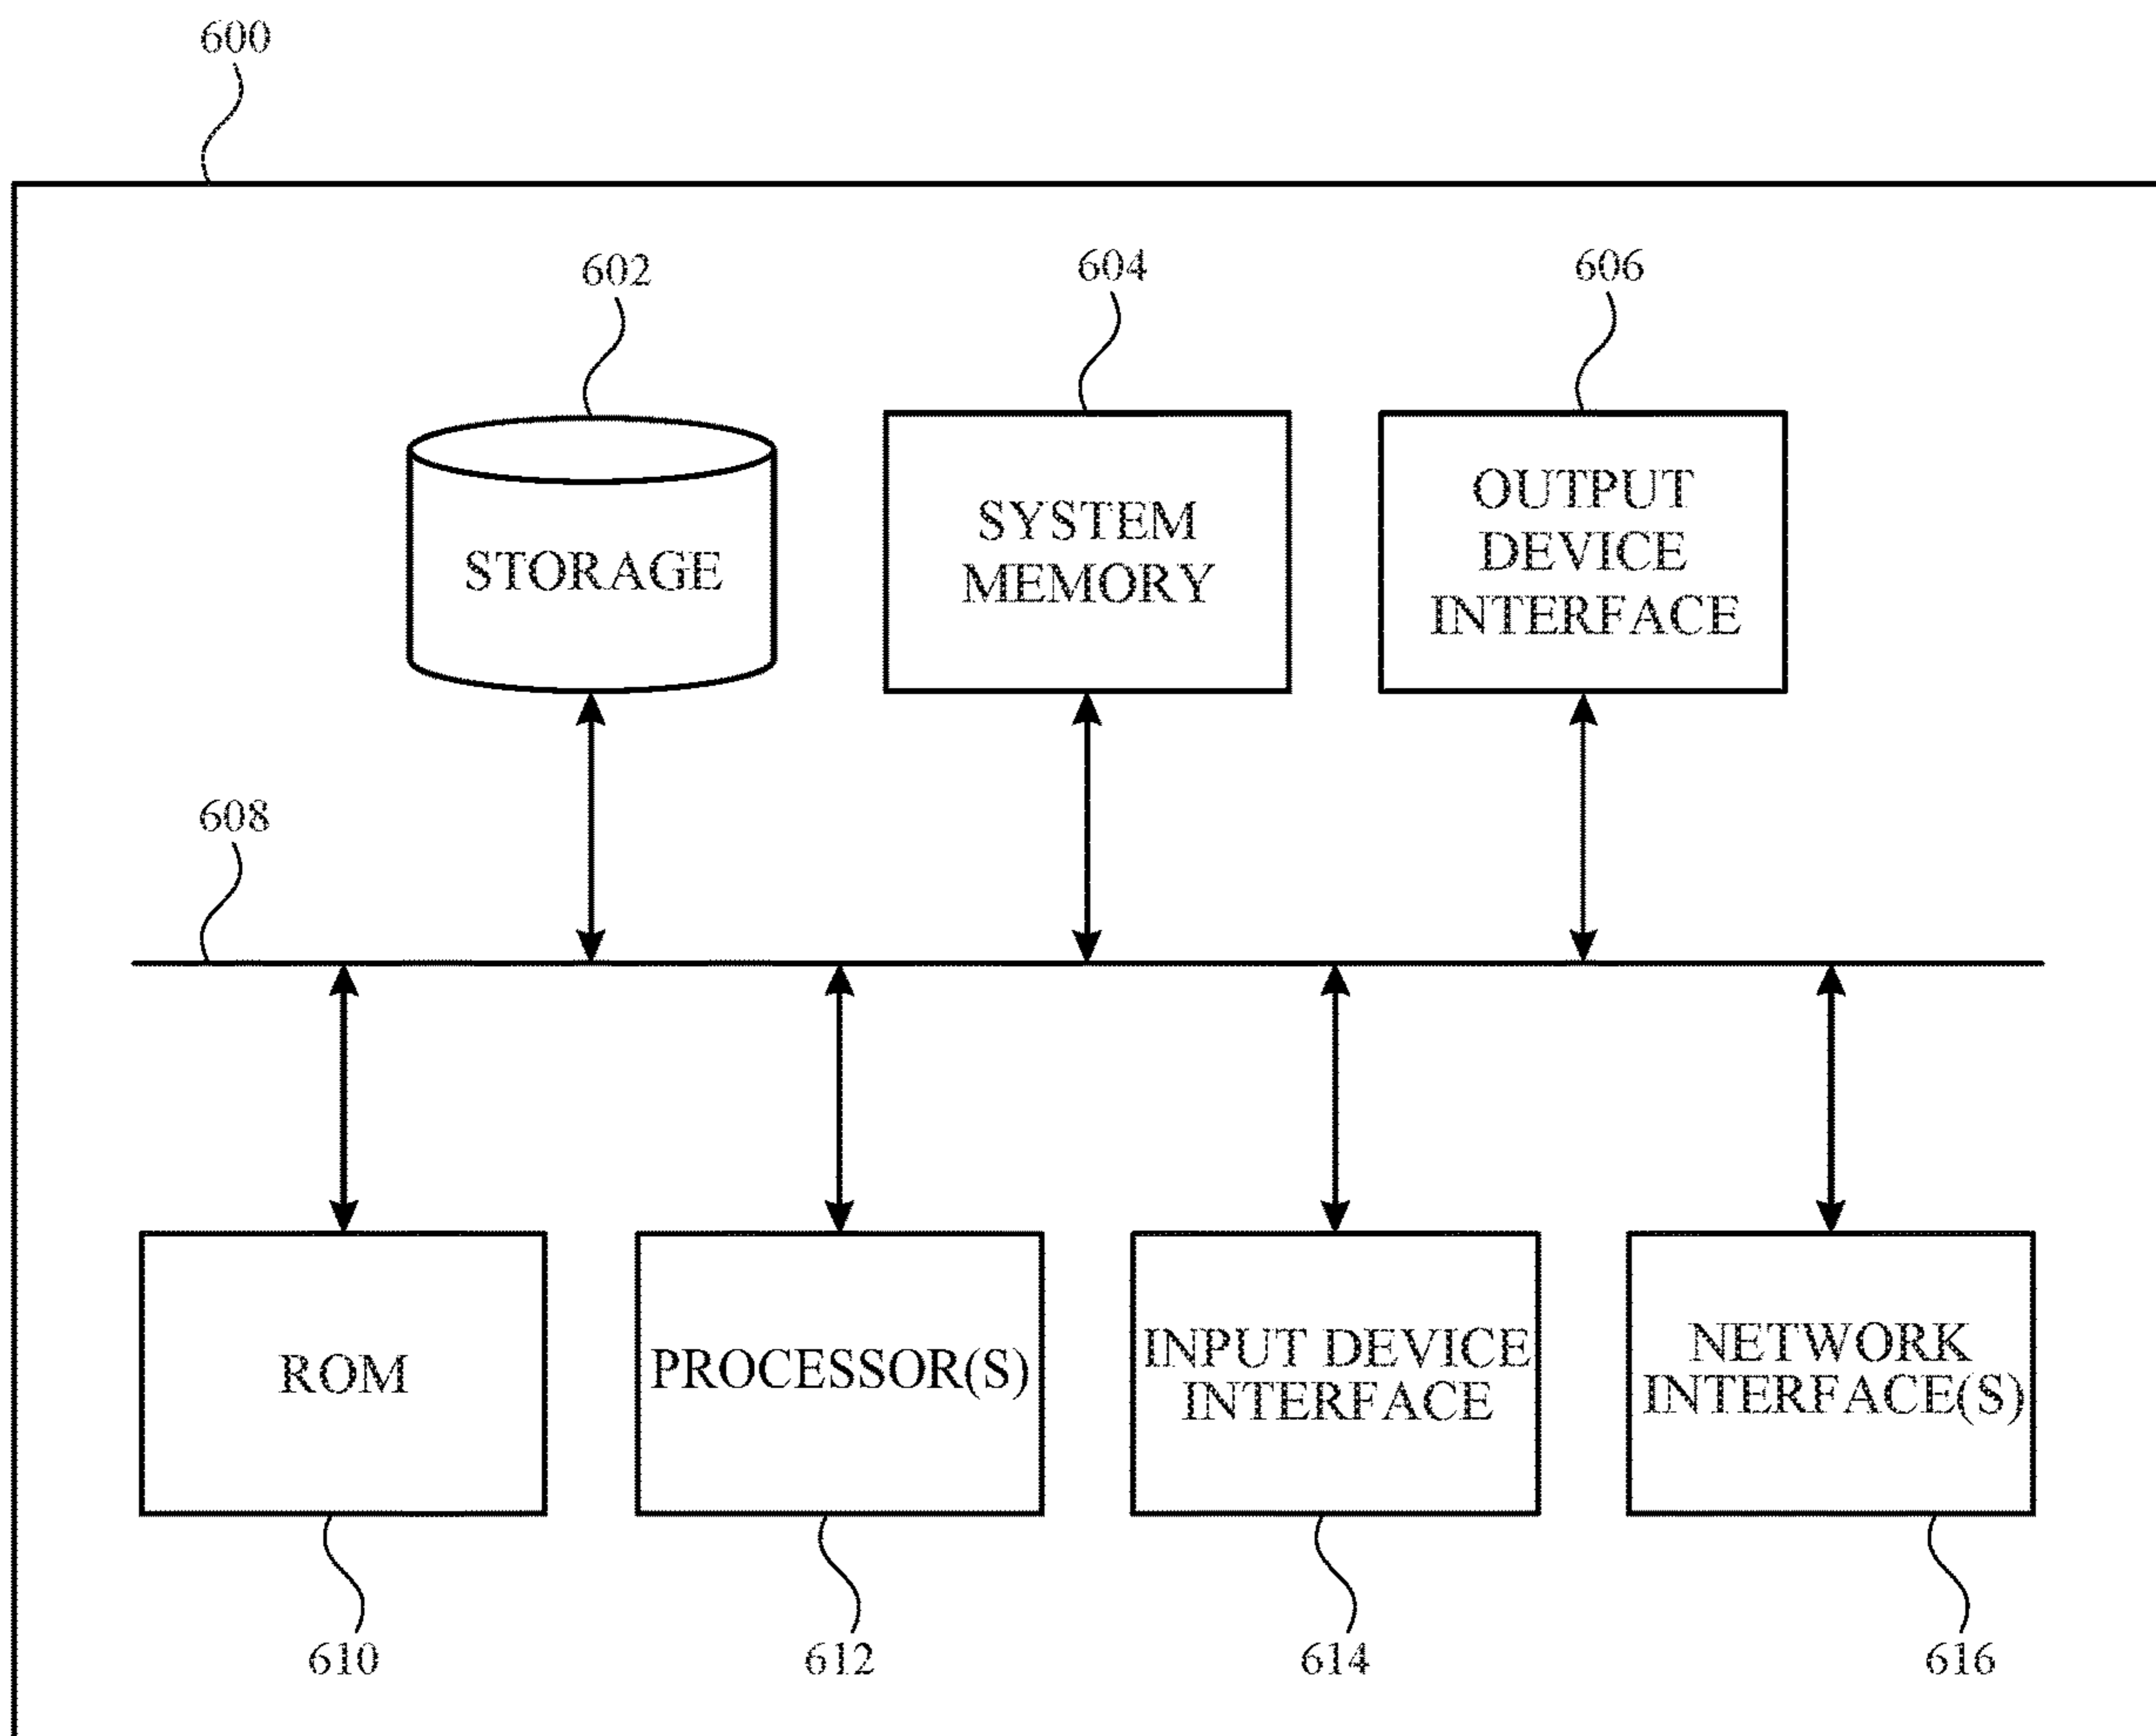 600
602
604
606
STORAGE
SYSTEM
MEMORY
OUTPUT
DEVICE
INTERFACE
608
ROM
PROCESSOR(S)
INPUT DEVICE
INTERFACE
NETWORK
INTERFACE(S)
610
612
614
616